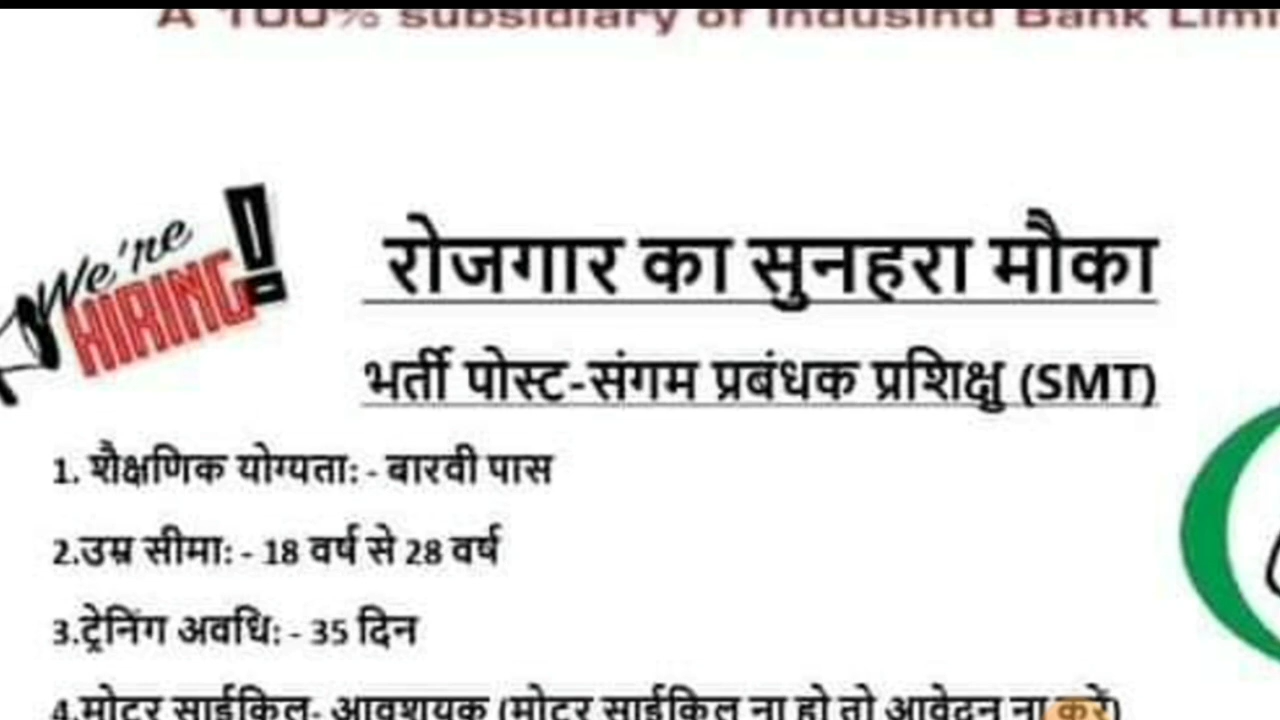 A 100% subsidiary of IndusInd Bank Limi
We're
HIRING!
रोजगार का सुनहरा मौका
भर्ती पोस्ट-संगम प्रबंधक प्रशिक्षु (SMT)
1. शैक्षणिक योग्यता: - बारवी पास
2.उम्र सीमा: - 18 वर्ष से 28 वर्ष
3.ट्रेनिंग अवधि: - 35 दिन
4.मोटर साईकिल- आवशयक (मोटर साईकिल ना हो तो आवेदन ना करें)